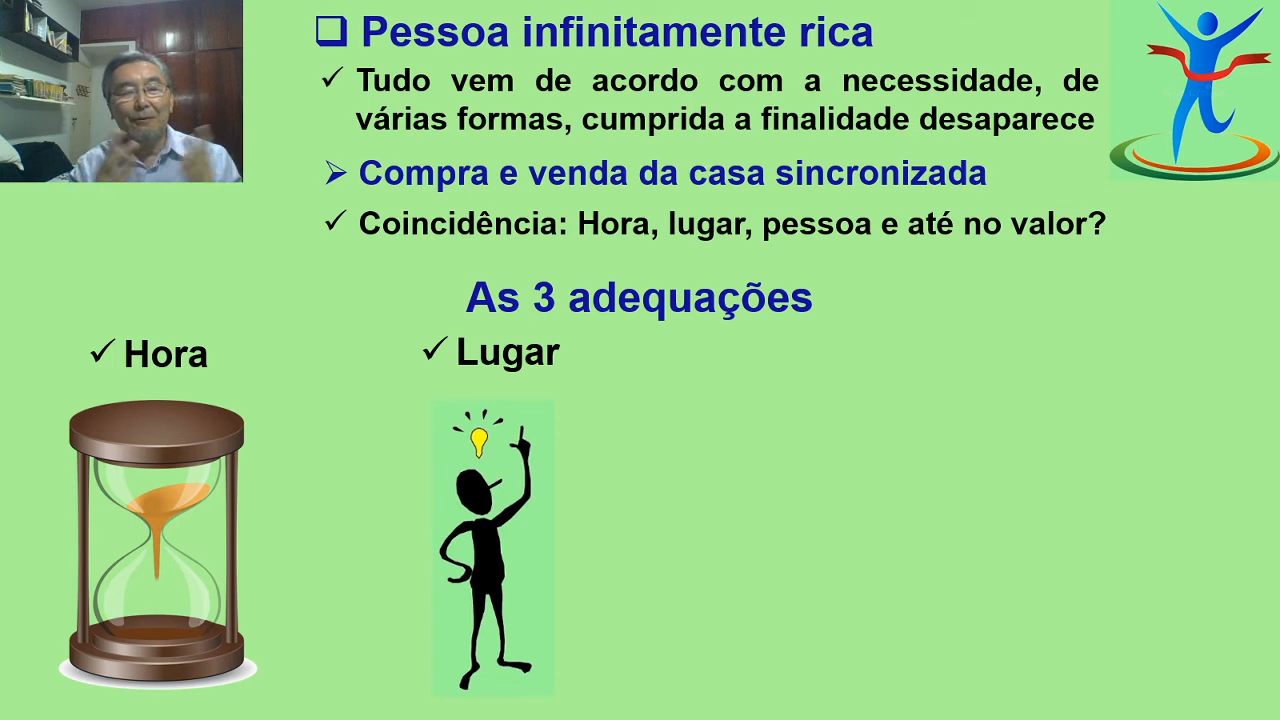 Pessoa infinitamente rica
Tudo vem de acordo com a necessidade, de
várias formas, cumprida a finalidade desaparece
Compra e venda da casa sincronizada
Coincidência: Hora, lugar, pessoa e até no valor?
As 3 adequações
Hora
Lugar